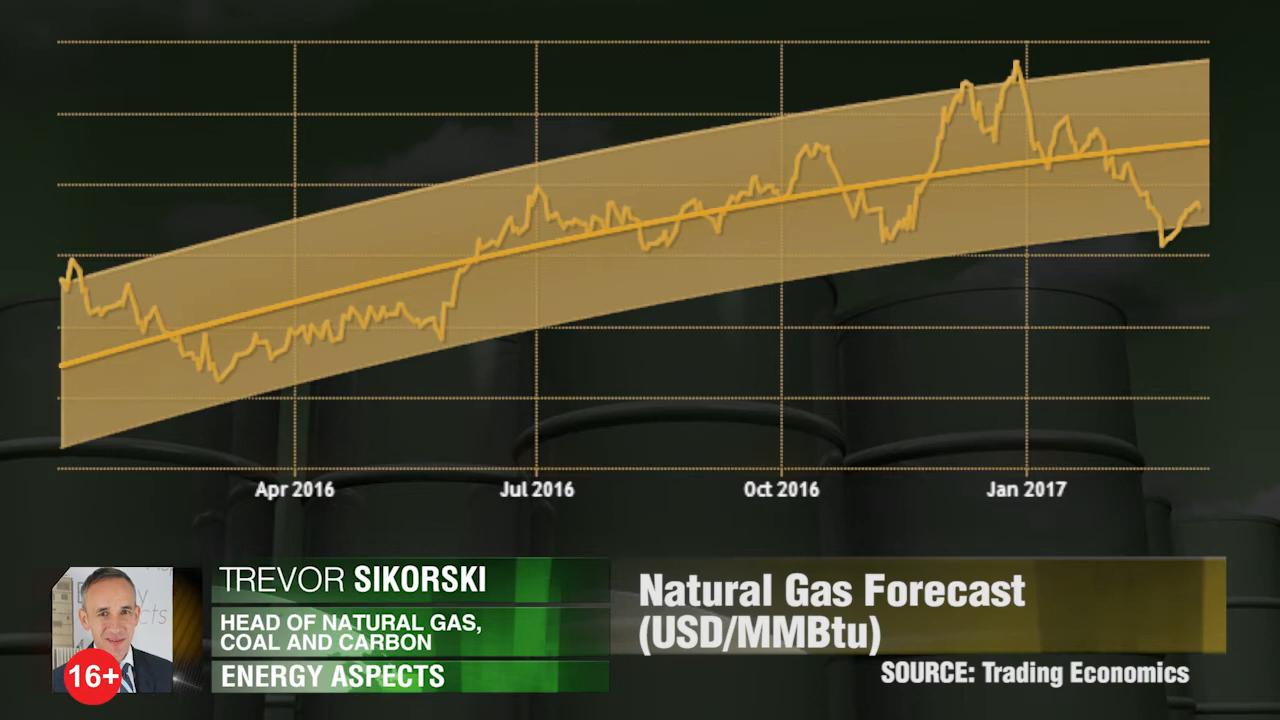 Apr 2016
Jul 2016
Oct 2016
Jan 2017
TREVOR SIKORSKI
HEAD OF NATURAL GAS,
COAL AND CARBON
ENERGY ASPECTS
16+
Natural Gas Forecast
(USD/MMBtu)
SOURCE: Trading Economics